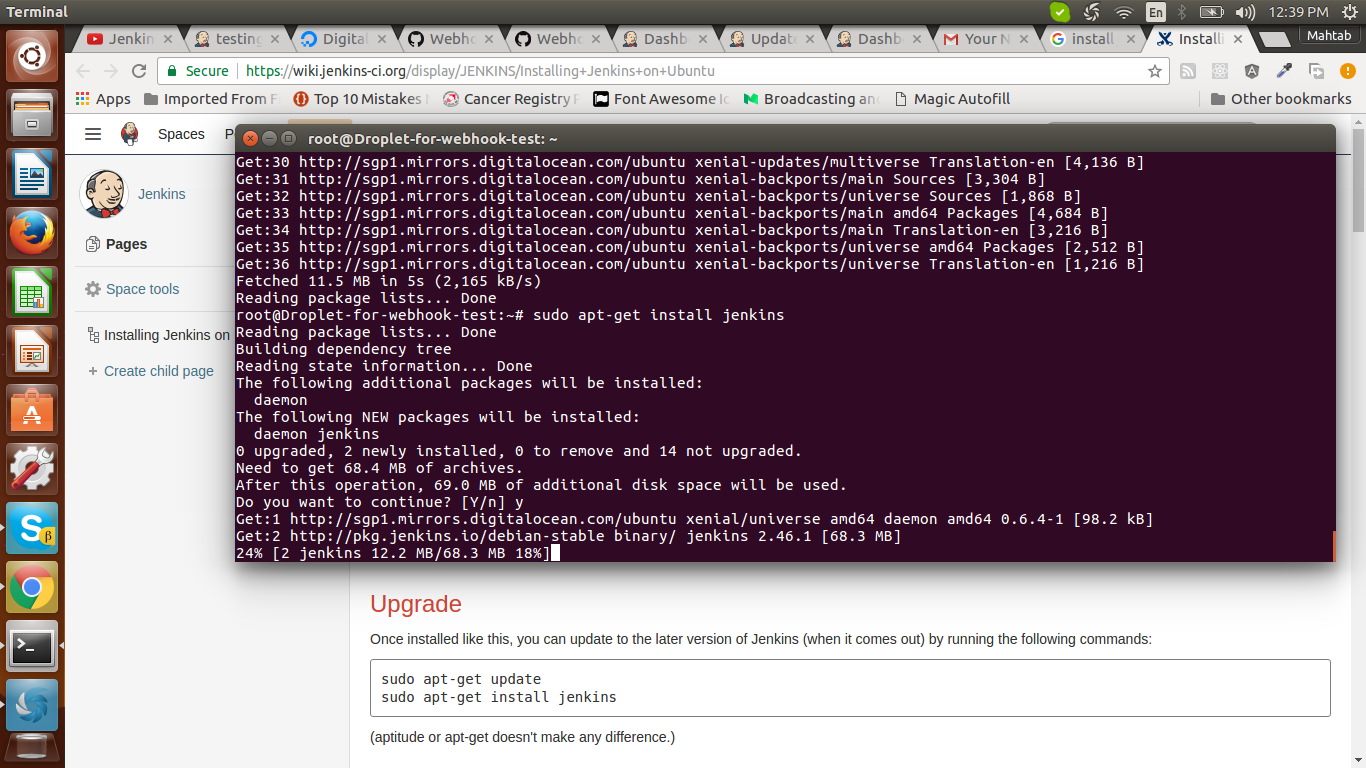 Terminal
En
12:39 PM
Jenkin
testing
Digital
Webho
Webho
Dashb
Update
Dashb
Your N
install
Install
Mahtab
Secure
https://wiki.jenkins-ci.org/display/JENKINS/Installing+Jenkins+on+Ubuntu
Apps
Imported From F
Top 10 Mistakes
Cancer Registry F
Font Awesome Ic
Broadcasting an
Magic Autofill
Other bookmarks
Spaces
root@Droplet-for-webhook-test: ~
Jenkins
Pages
Space tools
Installing Jenkins on
+ Create child page
Get:30 http://sgp1.mirrors.digitalocean.com/ubuntu xenial-updates/multiverse Translation-en [4,136 B]
Get:31 http://sgp1.mirrors.digitalocean.com/ubuntu xenial-backports/main Sources [3,304 B]
Get:32 http://sgp1.mirrors.digitalocean.com/ubuntu xenial-backports/universe Sources [1,868 B]
Get:33 http://sgp1.mirrors.digitalocean.com/ubuntu xenial-backports/main amd64 Packages [4,684 B]
Get:34 http://sgp1.mirrors.digitalocean.com/ubuntu xenial-backports/main Translation-en [3,216 B]
Get:35 http://sgp1.mirrors.digitalocean.com/ubuntu xenial-backports/universe amd64 Packages [2,512 B]
Get:36 http://sgp1.mirrors.digitalocean.com/ubuntu xenial-backports/universe Translation-en [1,216 B]
Fetched 11.5 MB in 5s (2,165 kB/s)
Reading package lists... Done
root@Droplet-for-webhook-test:~# sudo apt-get install jenkins
Reading package lists... Done
Building dependency tree
Reading state information... Done
The following additional packages will be installed:
daemon
The following NEW packages will be installed:
daemon jenkins
0 upgraded, 2 newly installed, 0 to remove and 14 not upgraded.
Need to get 68.4 MB of archives.
After this operation, 69.0 MB of additional disk space will be used.
Do you want to continue? [Y/n] y
Get:1 http://sgp1.mirrors.digitalocean.com/ubuntu xenial/universe amd64 daemon amd64 0.6.4-1 [98.2 kB]
Get:2 http://pkg.jenkins.io/debian-stable binary/ jenkins 2.46.1 [68.3 MB]
24% [2 jenkins 12.2 MB/68.3 MB 18%]
Upgrade
Once installed like this, you can update to the later version of Jenkins (when it comes out) by running the following commands:
sudo apt-get update
sudo apt-get install jenkins
(aptitude or apt-get doesn't make any difference.)